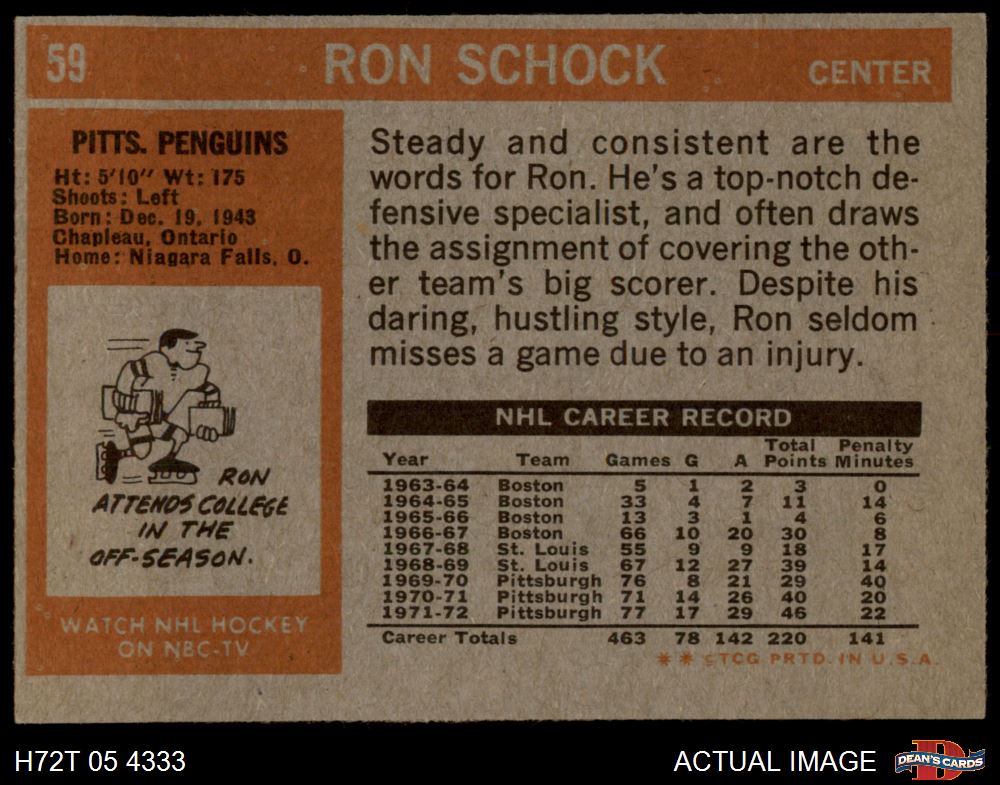 59 RON SCHOCK CENTER
PITTS. PENGUINS
Ht: 5'10" Wt: 175
Shoots: Left
Born: Dec. 19, 1943
Chapleau, Ontario
Home: Niagara Falls, O.
RON
ATTENDS COLLEGE
IN THE
OFF-SEASON.
WATCH NHL HOCKEY
ON NBC-TV
Steady and consistent are the
words for Ron. He's a top-notch de-
fensive specialist, and often draws
the assignment of covering the oth-
er team's big scorer. Despite his
daring, hustling style, Ron seldom
misses a game due to an injury.
NHL CAREER RECORD
Total Penalty
Year Team Games G A Points Minutes
1963-64 Boston 5 1 2 3 0
1964-65 Boston 33 4 7 11 14
1965-66 Boston 13 3 1 4 6
1966-67 Boston 66 10 20 30 8
1967-68 St. Louis 55 9 9 18 17
1968-69 St. Louis 67 12 27 39 14
1969-70 Pittsburgh 76 8 21 29 40
1970-71 Pittsburgh 71 14 26 40 20
1971-72 Pittsburgh 77 17 29 46 22
Career Totals 463 78 142 220 141
** ©TCG PRTD. IN U.S.A.
H72T 05 4333 ACTUAL IMAGE DEAN'S CARDS